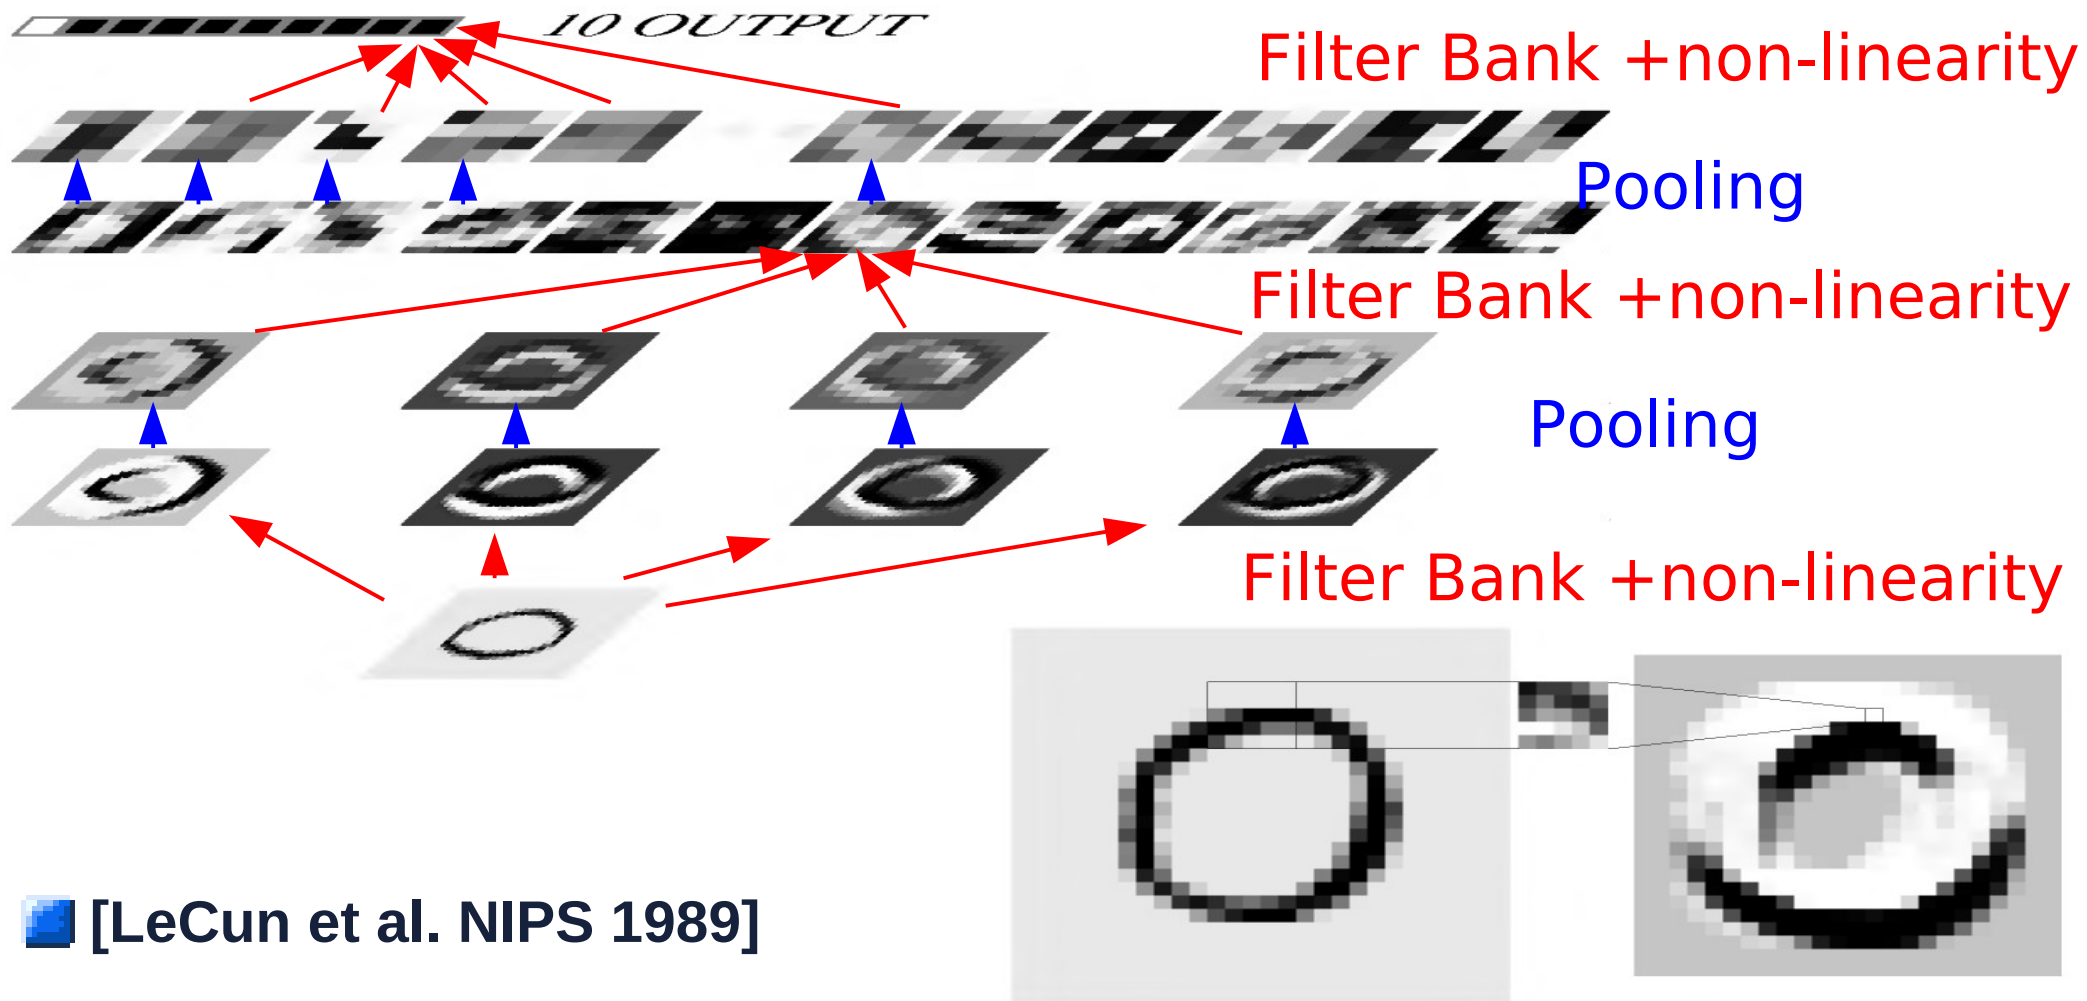 10 OUTPUT
Filter Bank +non-linearity
Pooling
Filter Bank +non-linearity
Pooling
Filter Bank +non-linearity
[LeCun et al. NIPS 1989]